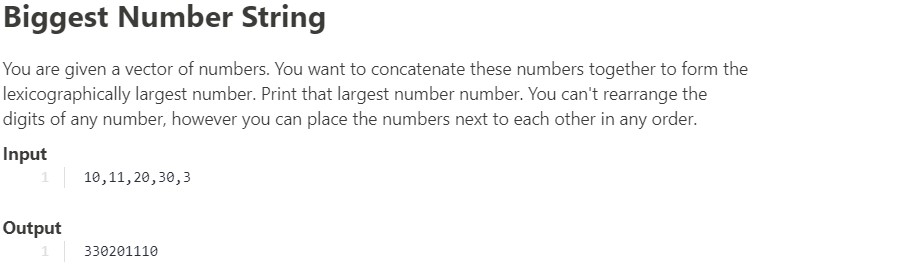 Biggest Number String
You are given a vector of numbers. You want to concatenate these numbers together to form the
lexicographically largest number. Print that largest number number. You can't rearrange the
digits of any number, however you can place the numbers next to each other in any order.
Input
1 10,11,20,30,3
Output
1 330201110